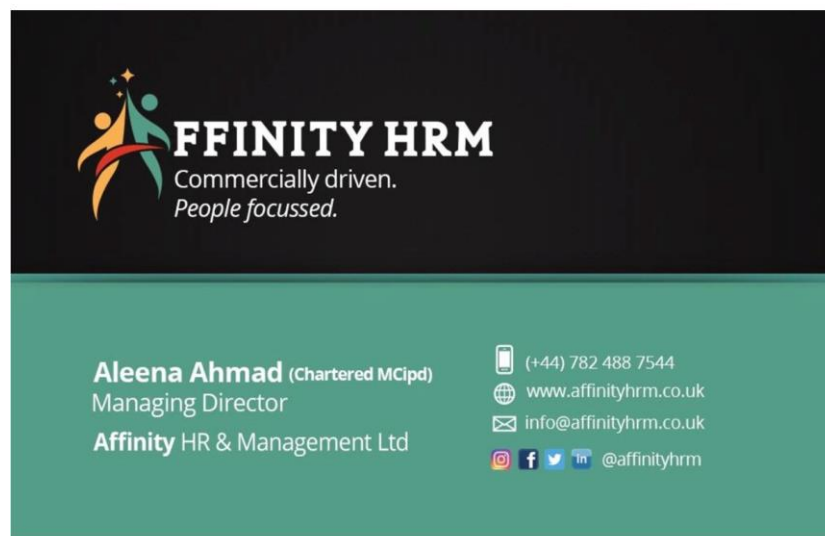 AFFINITY HRM
Commercially driven.
People focussed.
Aleena Ahmad (Chartered MCipd)
Managing Director
Affinity HR & Management Ltd
(+44) 782 488 7544
www.affinityhrm.co.uk
info@affinityhrm.co.uk
@affinityhrm